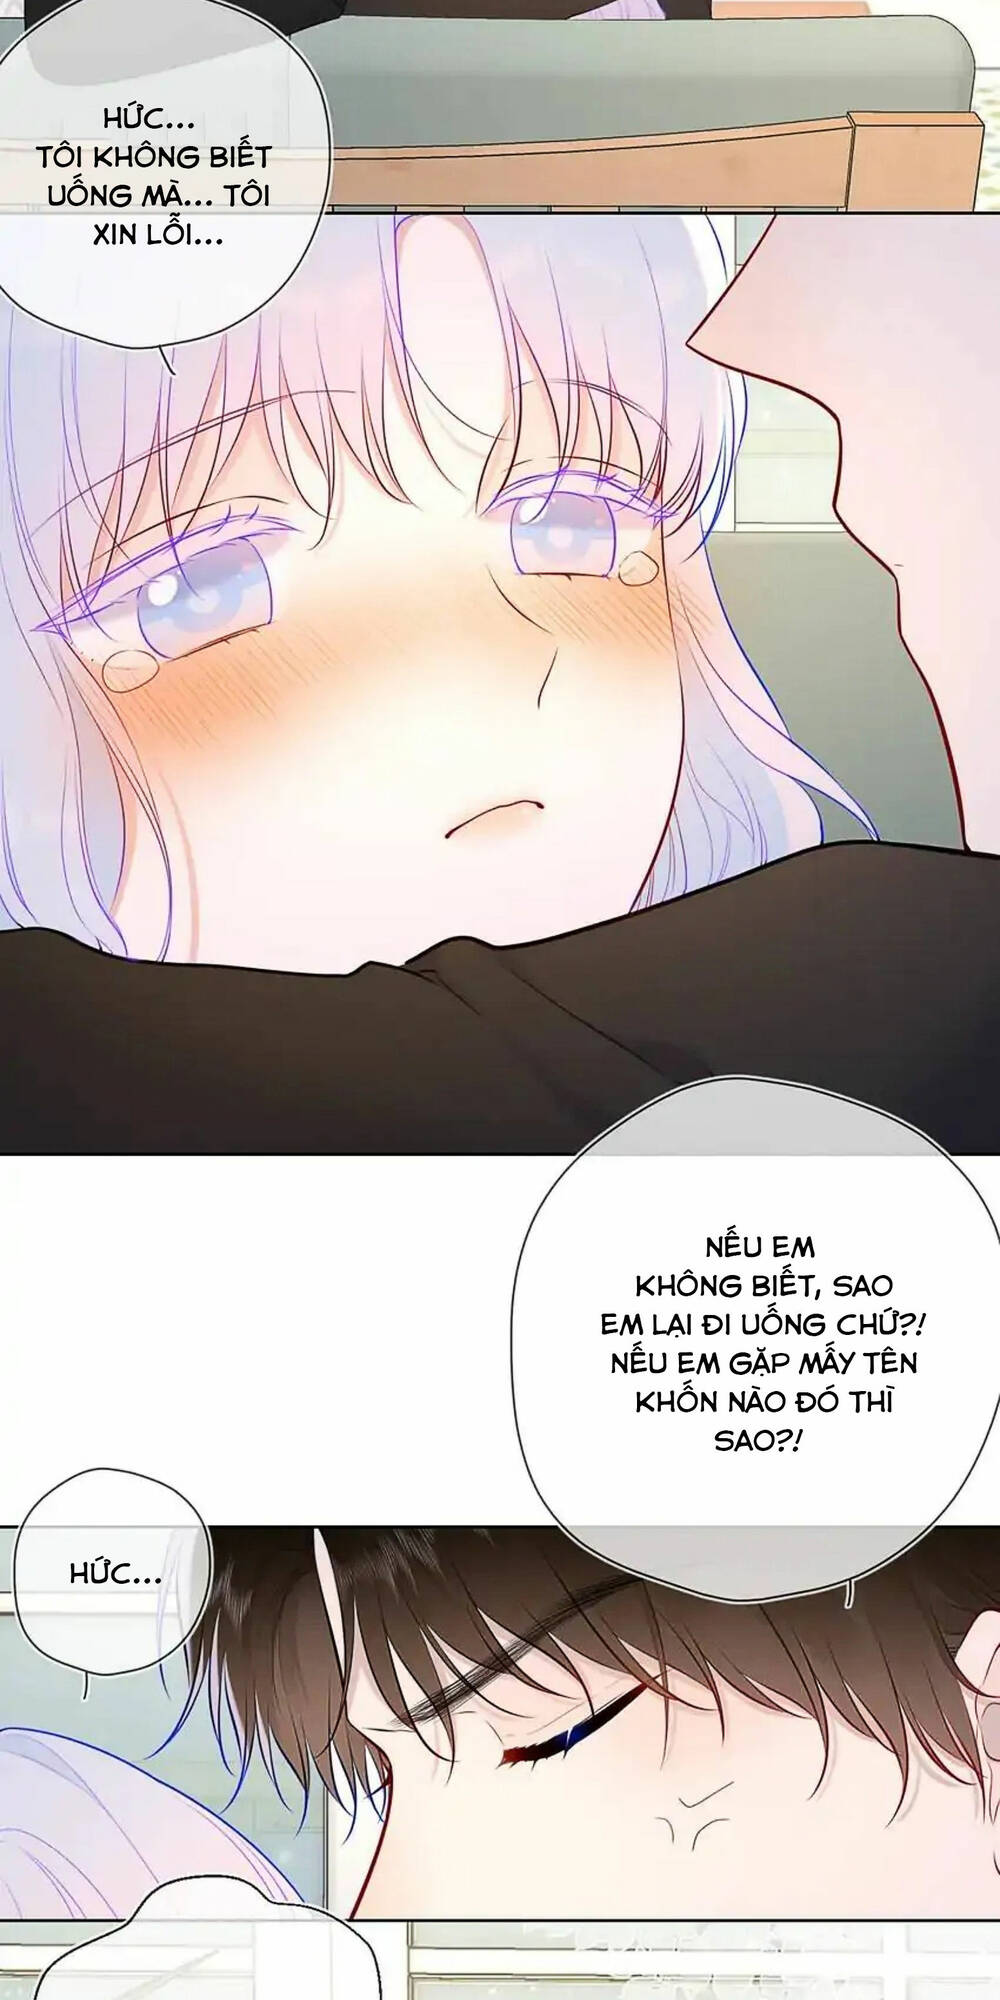 HỨC...
TÔI KHÔNG BIẾT
UỐNG MÀ... TÔI
XIN LỖI...
NẾU EM
KHÔNG BIẾT, SAO
EM LẠI ĐI UỐNG CHỨ?!
NẾU EM GẶP MẤY TÊN
KHỐN NÀO ĐÓ THÌ
SAO?!
HỨC...